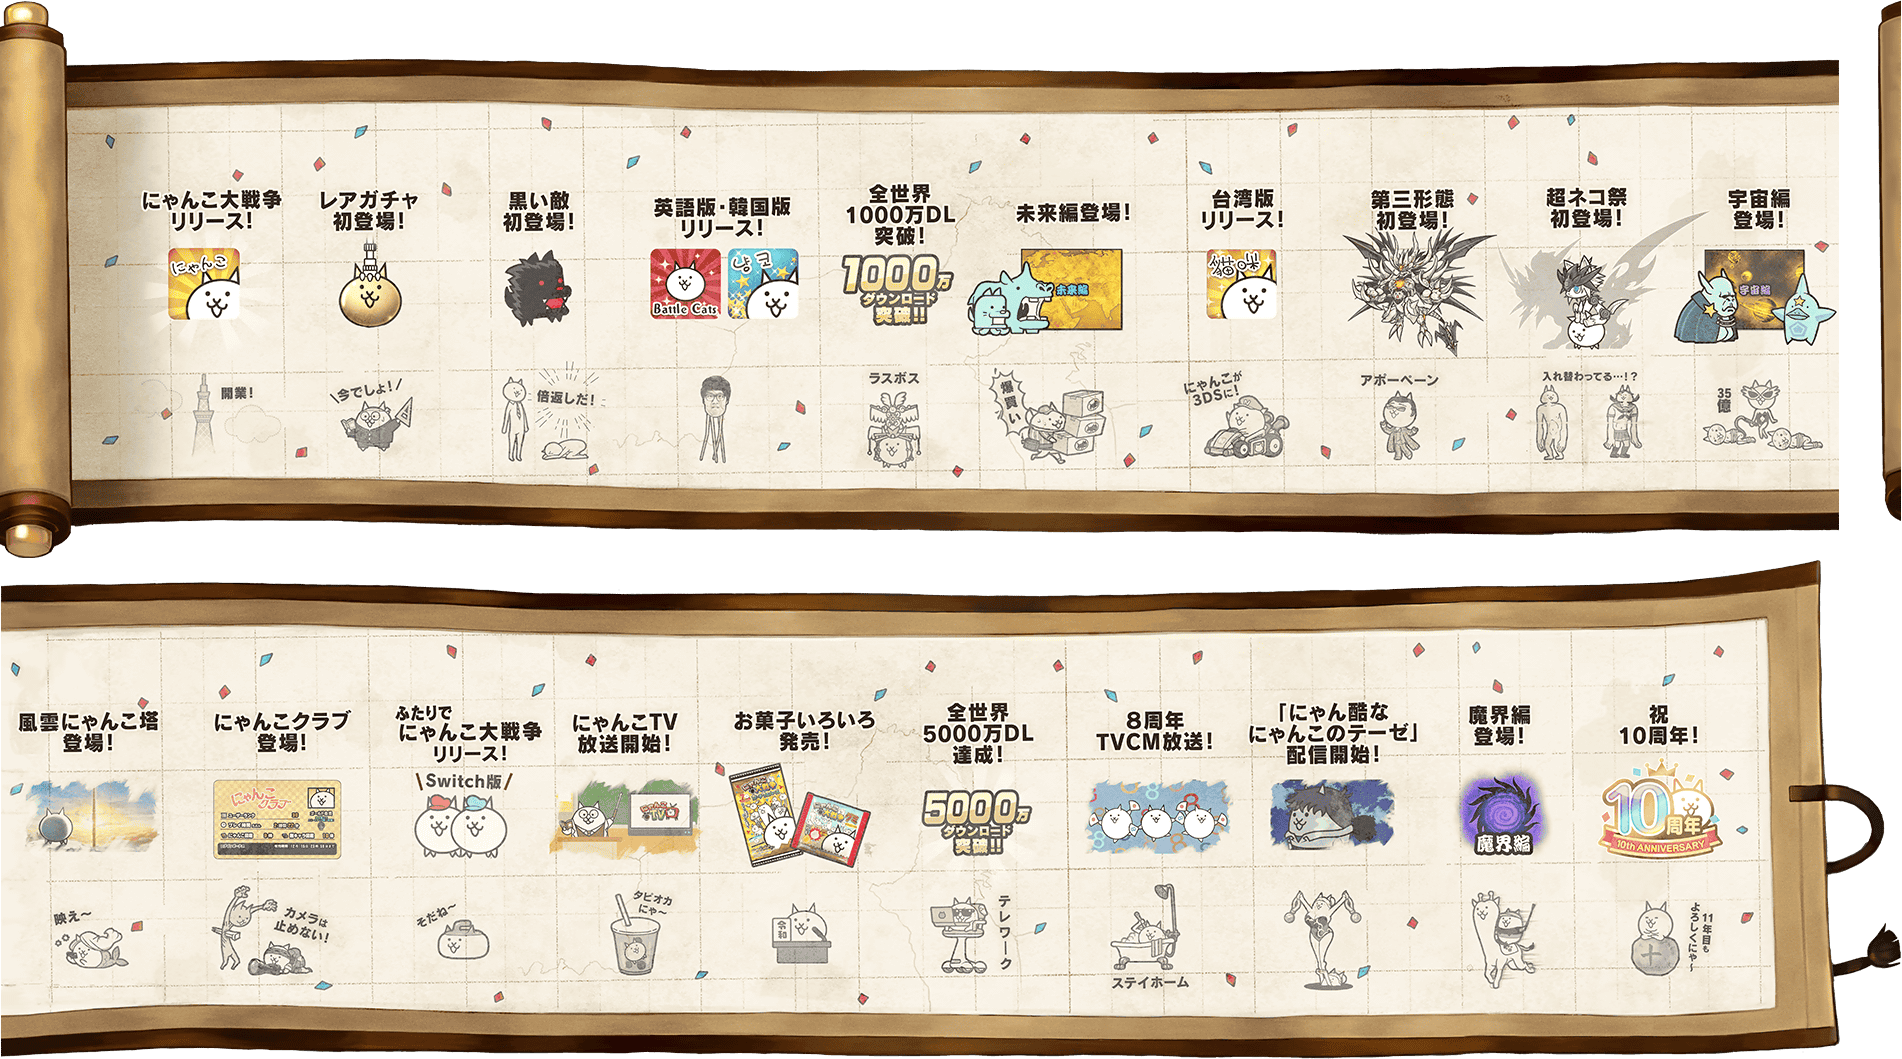 にゃんこ大戦争
リリース！
にゃんこ
開業！
レアガチャ
初登場！
今でしょ！
黒い敵
初登場！
倍返しだ！
英語版・韓国版
リリース！
Battle Cats
냥코
全世界
1000万DL
突破！
1000万
ダウンロード
突破!!
ラスボス
未来編登場！
未来編
爆買い
台湾版
リリース！
貓咪
にゃんこが
3DSに！
第三形態
初登場！
アポーペーン
超ネコ祭
初登場！
入れ替わってる…！？
宇宙編
登場！
宇宙編
35億
風雲にゃんこ塔
登場！
映え〜
にゃんこクラブ
登場！
にゃんこ
クラブ
カメラは
止めない！
ふたりで
にゃんこ大戦争
リリース！
Switch版
そだね〜
にゃんこTV
放送開始！
にゃんこ
TV
タピオカ
にゃ〜
お菓子いろいろ
発売！
令和
全世界
5000万DL
達成！
5000万
ダウンロード
突破!!
テレワーク
8周年
TVCM放送！
ステイホーム
「にゃん酷な
にゃんこのテーゼ」
配信開始！
魔界編
登場！
魔界編
祝
10周年！
10周年
10th ANNIVERSARY
十
11年目も
よろしくにゃ〜